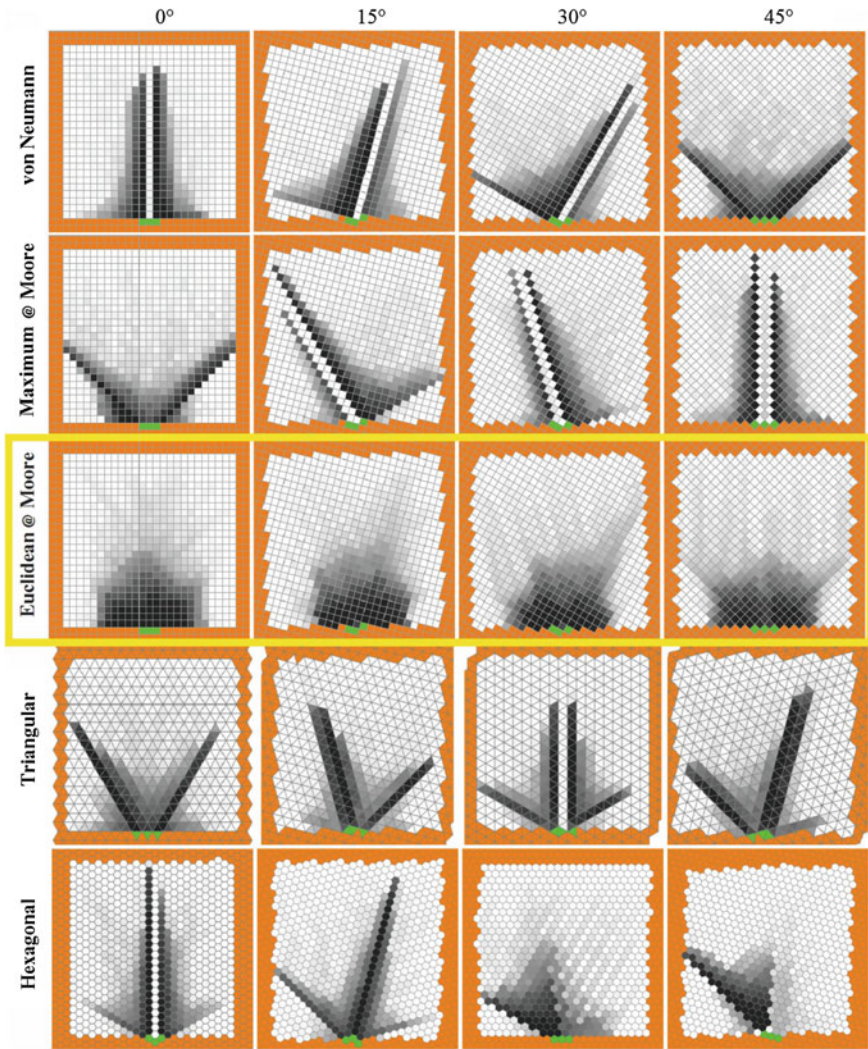 0° 15° 30° 45°
von Neumann
Maximum @ Moore
Euclidean @ Moore
Triangular
Hexagonal